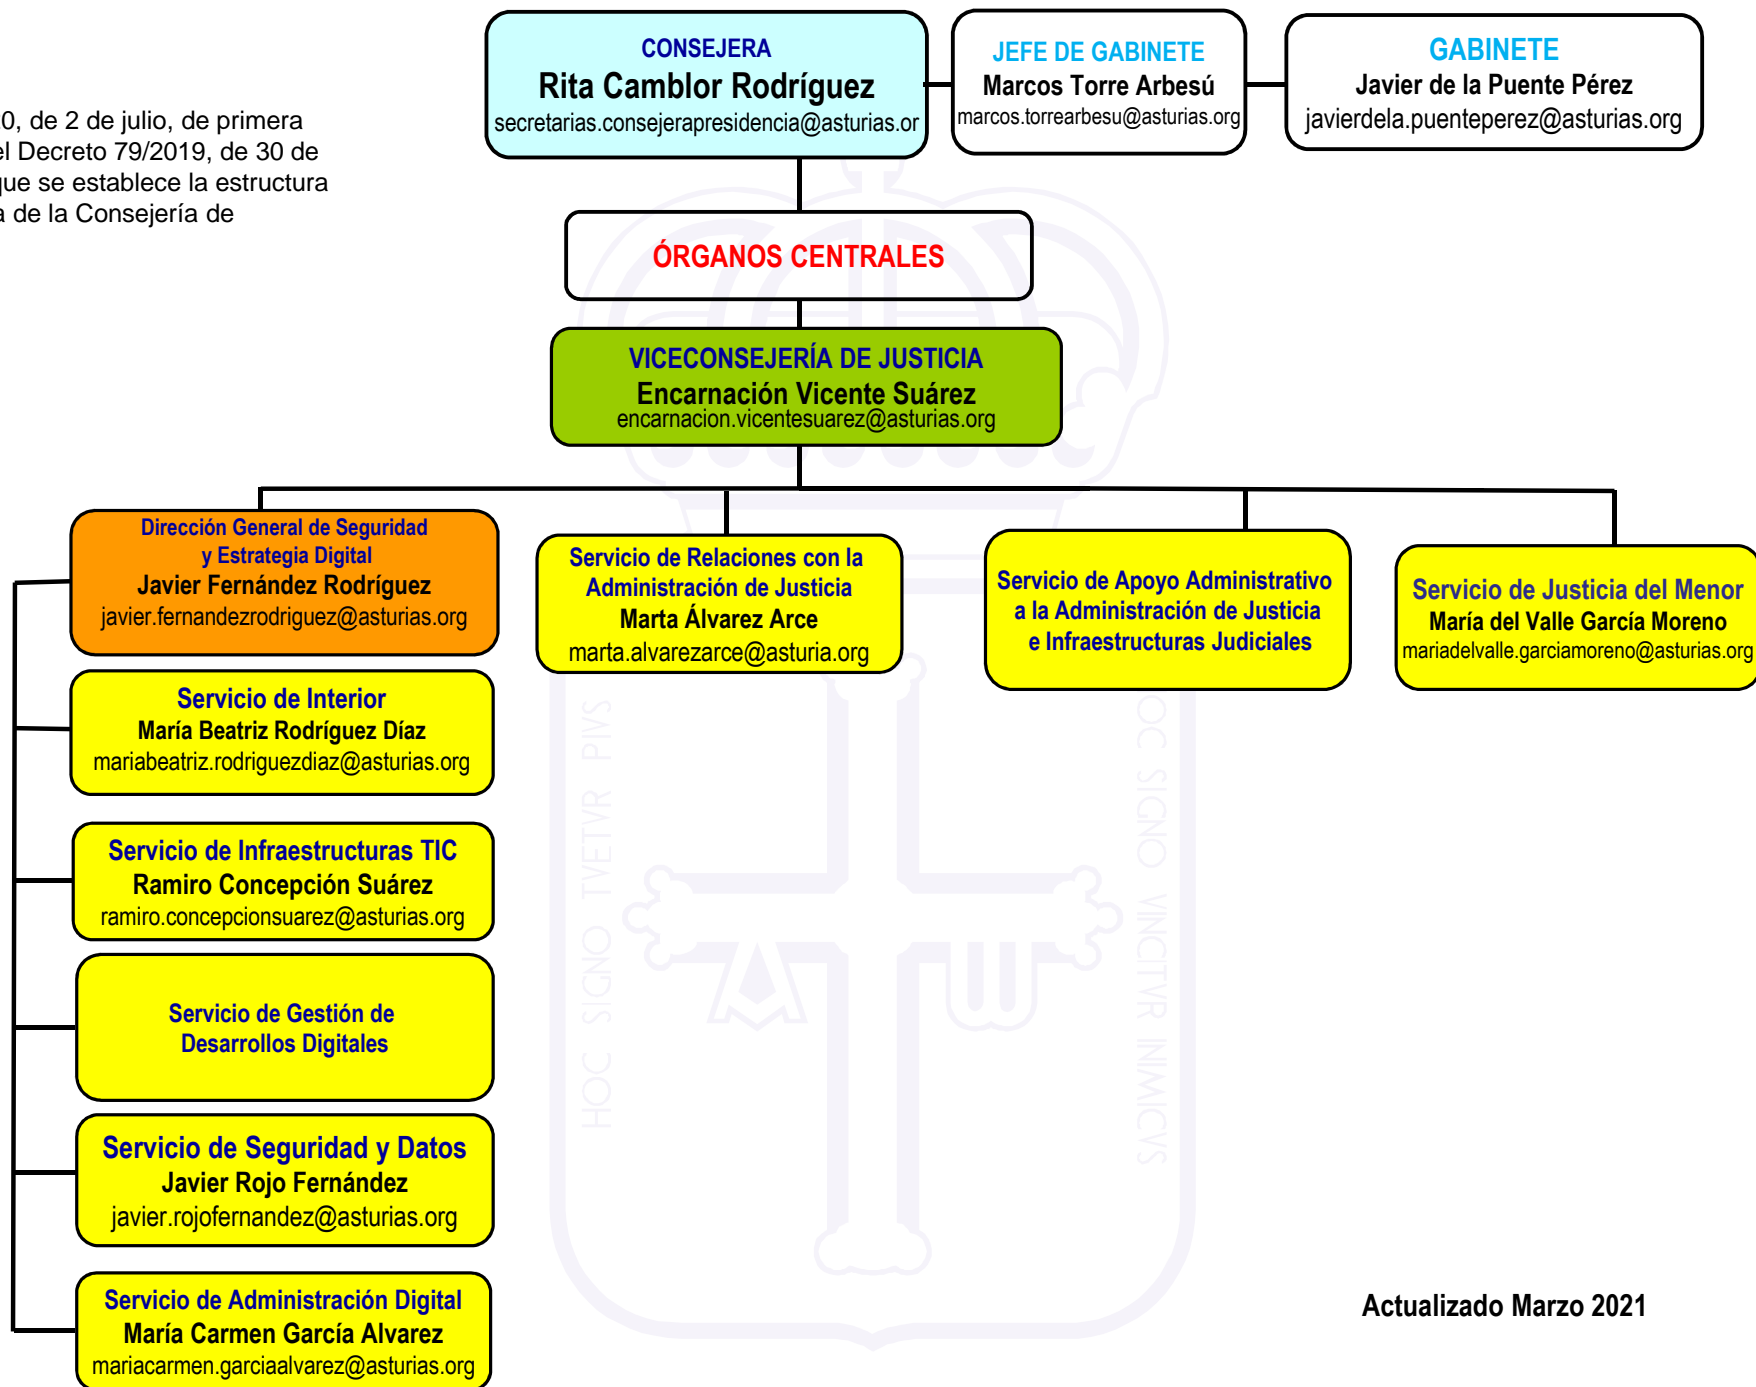 CONSEJERA
Rita Camblor Rodríguez
secretarias.consejerapresidencia@asturias.or
JEFE DE GABINETE
Marcos Torre Arbesú
marcos.torrearbesu@asturias.org
GABINETE
Javier de la Puente Pérez
javierdela.puenteperez@asturias.org
0, de 2 de julio, de primera
el Decreto 79/2019, de 30 de
que se establece la estructura
a de la Consejería de
ÓRGANOS CENTRALES
VICECONSEJERÍA DE JUSTICIA
Encarnación Vicente Suárez
encarnacion.vicentesuarez@asturias.org
Dirección General de Seguridad
y Estrategia Digital
Javier Fernández Rodríguez
javier.fernandezrodriguez@asturias.org
Servicio de Relaciones con la
Administración de Justicia
Marta Álvarez Arce
marta.alvarezarce@asturia.org
Servicio de Apoyo Administrativo
a la Administración de Justicia
e Infraestructuras Judiciales
Servicio de Justicia del Menor
María del Valle García Moreno
mariadelvalle.garciamoreno@asturias.org
Servicio de Interior
María Beatriz Rodríguez Díaz
mariabeatriz.rodriguezdiaz@asturias.org
Servicio de Infraestructuras TIC
Ramiro Concepción Suárez
ramiro.concepcionsuarez@asturias.org
Servicio de Gestión de
Desarrollos Digitales
Servicio de Seguridad y Datos
Javier Rojo Fernández
javier.rojofernandez@asturias.org
Servicio de Administración Digital
María Carmen García Alvarez
mariacarmen.garciaalvarez@asturias.org
HOC SIGNO TVETVR PIVS
OC SIGNO VINCITVR INIMICVS
A W
Actualizado Marzo 2021